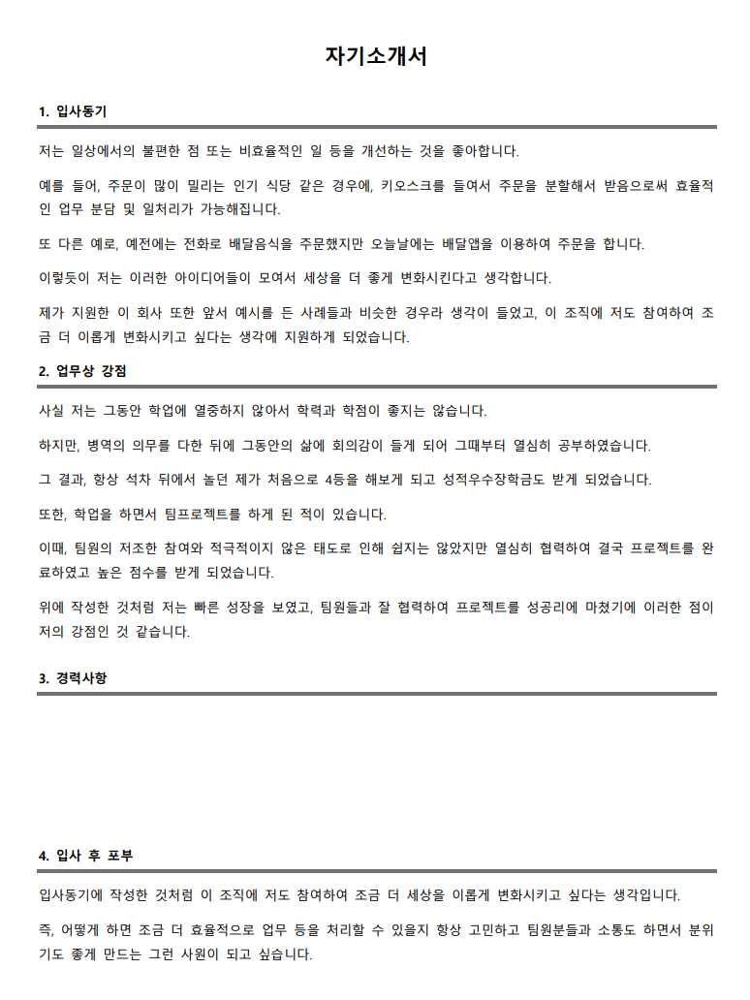 자기소개서
1. 입사동기
저는 일상에서의 불편한 점 또는 비효율적인 일 등을 개선하는 것을 좋아합니다.
예를 들어, 주문이 많이 밀리는 인기 식당 같은 경우에, 키오스크를 들여서 주문을 분할해서 받음으로써 효율적
인 업무 분담 및 일처리가 가능해집니다.
또 다른 예로, 예전에는 전화로 배달음식을 주문했지만 오늘날에는 배달앱을 이용하여 주문을 합니다.
이렇듯이 저는 이러한 아이디어들이 모여서 세상을 더 좋게 변화시킨다고 생각합니다.
제가 지원한 이 회사 또한 앞서 예시를 든 사례들과 비슷한 경우라 생각이 들었고, 이 조직에 저도 참여하여 조
금 더 이롭게 변화시키고 싶다는 생각에 지원하게 되었습니다.
2. 업무상 강점
사실 저는 그동안 학업에 열중하지 않아서 학력과 학점이 좋지는 않습니다.
하지만, 병역의 의무를 다한 뒤에 그동안의 삶에 회의감이 들게 되어 그때부터 열심히 공부하였습니다.
그 결과, 항상 석차 뒤에서 놀던 제가 처음으로 4등을 해보게 되고 성적우수장학금도 받게 되었습니다.
또한, 학업을 하면서 팀프로젝트를 하게 된 적이 있습니다.
이때, 팀원의 저조한 참여와 적극적이지 않은 태도로 인해 쉽지는 않았지만 열심히 협력하여 결국 프로젝트를 완
료하였고 높은 점수를 받게 되었습니다.
위에 작성한 것처럼 저는 빠른 성장을 보였고, 팀원들과 잘 협력하여 프로젝트를 성공리에 마쳤기에 이러한 점이
저의 강점인 것 같습니다.
3. 경력사항
4. 입사 후 포부
입사동기에 작성한 것처럼 이 조직에 저도 참여하여 조금 더 세상을 이롭게 변화시키고 싶다는 생각입니다.
즉, 어떻게 하면 조금 더 효율적으로 업무 등을 처리할 수 있을지 항상 고민하고 팀원분들과 소통도 하면서 분위
기도 좋게 만드는 그런 사원이 되고 싶습니다.